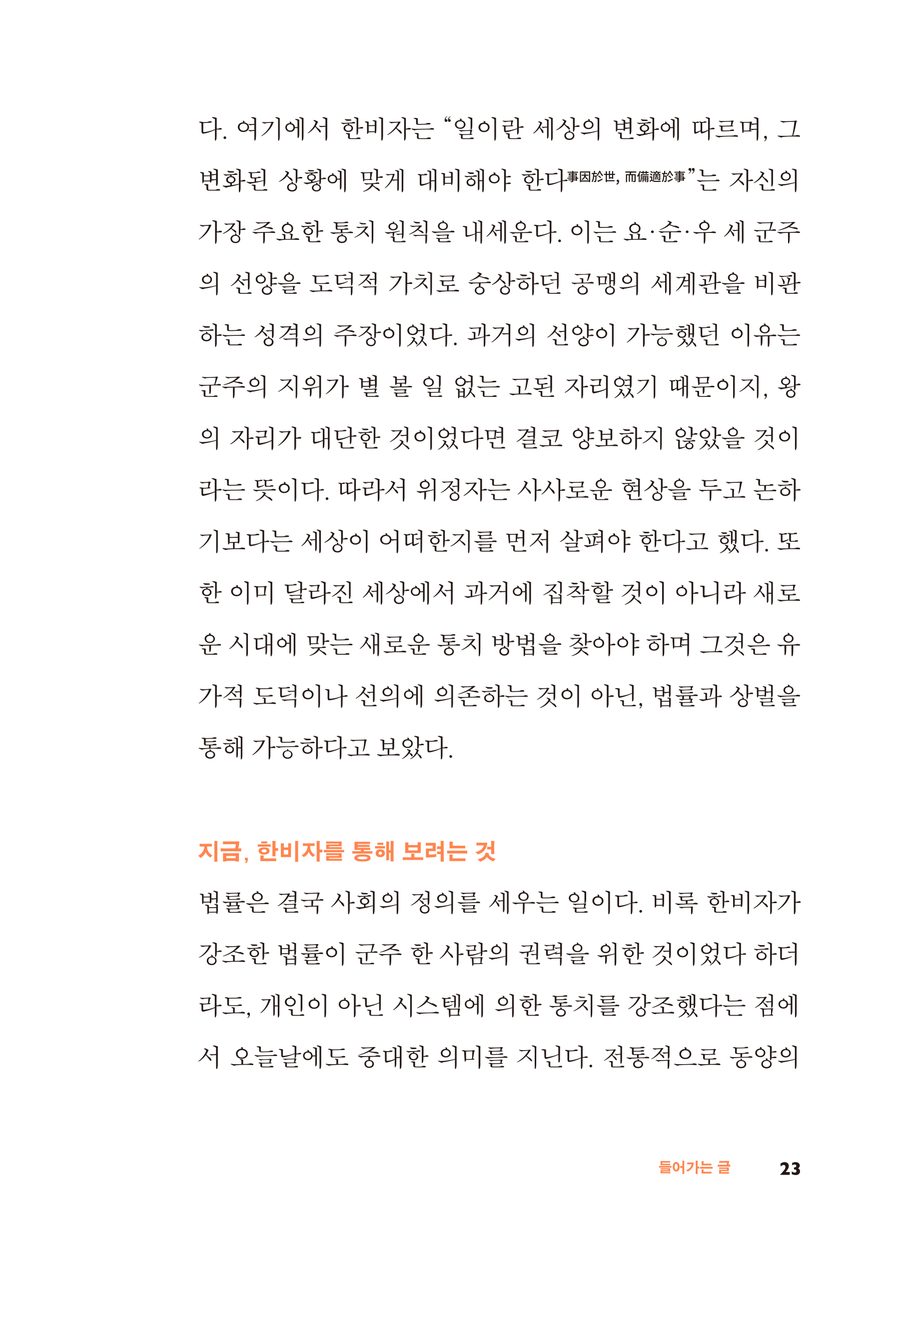 다. 여기에서 한비자는 “일이란 세상의 변화에 따르며, 그
변화된 상황에 맞게 대비해야 한다事因於世, 而備適於事”는 자신의
가장 주요한 통치 원칙을 내세운다. 이는 요·순·우 세 군주
의 선양을 도덕적 가치로 숭상하던 공맹의 세계관을 비판
하는 성격의 주장이었다. 과거의 선양이 가능했던 이유는
군주의 지위가 별 볼 일 없는 고된 자리였기 때문이지, 왕
의 자리가 대단한 것이었다면 결코 양보하지 않았을 것이
라는 뜻이다. 따라서 위정자는 사사로운 현상을 두고 논하
기보다는 세상이 어떠한지를 먼저 살펴야 한다고 했다. 또
한 이미 달라진 세상에서 과거에 집착할 것이 아니라 새로
운 시대에 맞는 새로운 통치 방법을 찾아야 하며 그것은 유
가적 도덕이나 선의에 의존하는 것이 아닌, 법률과 상벌을
통해 가능하다고 보았다.
지금, 한비자를 통해 보려는 것
법률은 결국 사회의 정의를 세우는 일이다. 비록 한비자가
강조한 법률이 군주 한 사람의 권력을 위한 것이었다 하더
라도, 개인이 아닌 시스템에 의한 통치를 강조했다는 점에
서 오늘날에도 중대한 의미를 지닌다. 전통적으로 동양의
들어가는 글 23